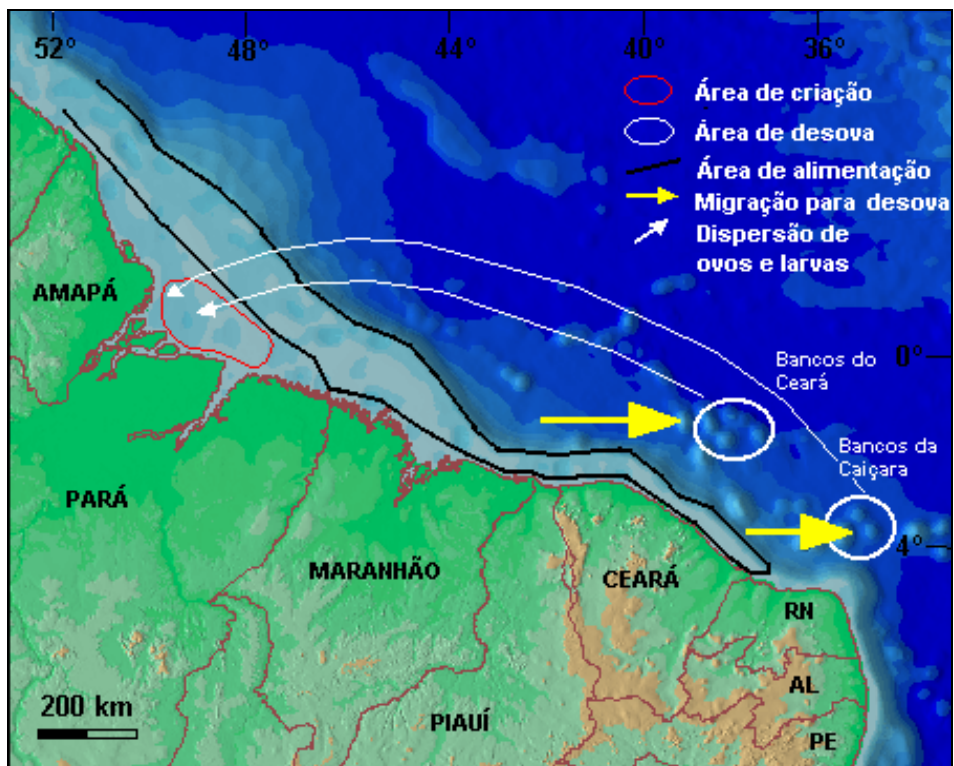 52° 48° 44° 40° 36°
Área de criação
Área de desova
Área de alimentação
Migração para desova
Dispersão de
ovos e larvas
AMAPÁ
0°
Bancos do
Ceará
Bancos da
Caiçara
PARÁ
4°
MARANHÃO
CEARÁ
RN
AL
200 km
PIAUÍ
PE